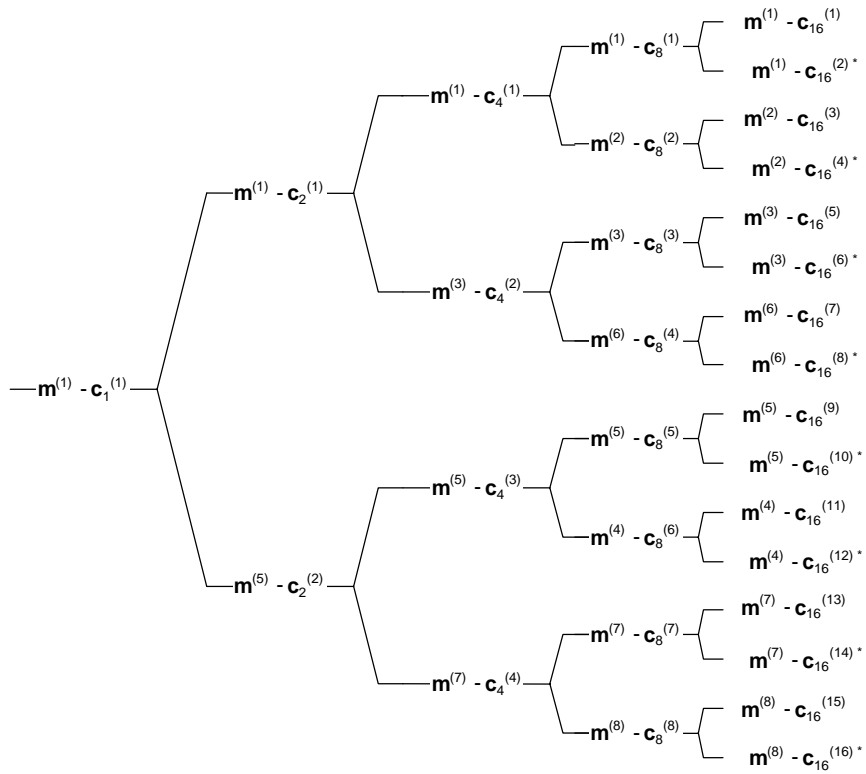 m⁽¹⁾ - c₁₆⁽¹⁾
m⁽¹⁾ - c₈⁽¹⁾
m⁽¹⁾ - c₁₆⁽²⁾ *
m⁽¹⁾ - c₄⁽¹⁾
m⁽²⁾ - c₁₆⁽³⁾
m⁽²⁾ - c₈⁽²⁾
m⁽²⁾ - c₁₆⁽⁴⁾ *
m⁽¹⁾ - c₂⁽¹⁾
m⁽³⁾ - c₁₆⁽⁵⁾
m⁽³⁾ - c₈⁽³⁾
m⁽³⁾ - c₁₆⁽⁶⁾ *
m⁽³⁾ - c₄⁽²⁾
m⁽⁶⁾ - c₁₆⁽⁷⁾
m⁽⁶⁾ - c₈⁽⁴⁾
m⁽⁶⁾ - c₁₆⁽⁸⁾ *
m⁽¹⁾ - c₁⁽¹⁾
m⁽⁵⁾ - c₁₆⁽⁹⁾
m⁽⁵⁾ - c₈⁽⁵⁾
m⁽⁵⁾ - c₁₆⁽¹⁰⁾ *
m⁽⁵⁾ - c₄⁽³⁾
m⁽⁴⁾ - c₁₆⁽¹¹⁾
m⁽⁴⁾ - c₈⁽⁶⁾
m⁽⁴⁾ - c₁₆⁽¹²⁾ *
m⁽⁵⁾ - c₂⁽²⁾
m⁽⁷⁾ - c₁₆⁽¹³⁾
m⁽⁷⁾ - c₈⁽⁷⁾
m⁽⁷⁾ - c₁₆⁽¹⁴⁾ *
m⁽⁷⁾ - c₄⁽⁴⁾
m⁽⁸⁾ - c₁₆⁽¹⁵⁾
m⁽⁸⁾ - c₈⁽⁸⁾
m⁽⁸⁾ - c₁₆⁽¹⁶⁾ *